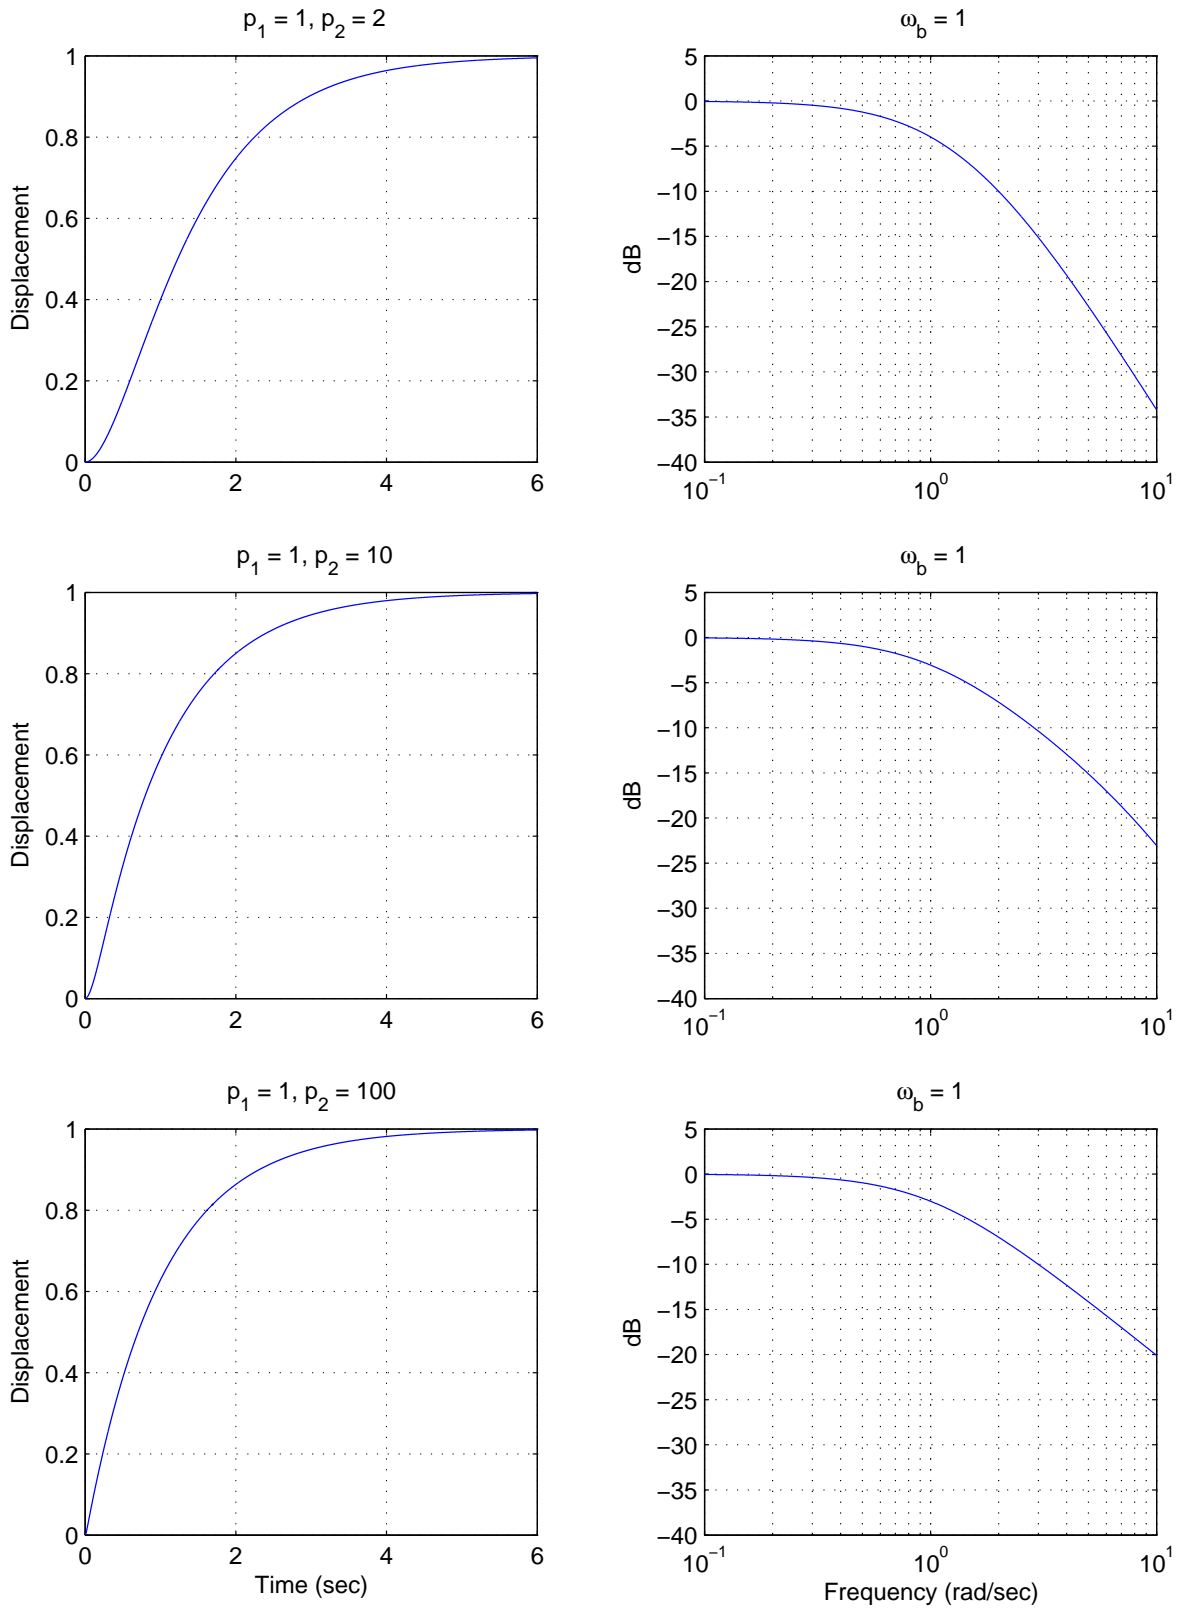 p₁ = 1, p₂ = 2
1
0.8
0.6
0.4
0.2
0
0 2 4 6
Displacement
ω_b = 1
5
0
−5
−10
−15
−20
−25
−30
−35
−40
10⁻¹ 10⁰ 10¹
dB
p₁ = 1, p₂ = 10
1
0.8
0.6
0.4
0.2
0
0 2 4 6
Displacement
ω_b = 1
5
0
−5
−10
−15
−20
−25
−30
−35
−40
10⁻¹ 10⁰ 10¹
dB
p₁ = 1, p₂ = 100
1
0.8
0.6
0.4
0.2
0
0 2 4 6
Displacement
Time (sec)
ω_b = 1
5
0
−5
−10
−15
−20
−25
−30
−35
−40
10⁻¹ 10⁰ 10¹
dB
Frequency (rad/sec)